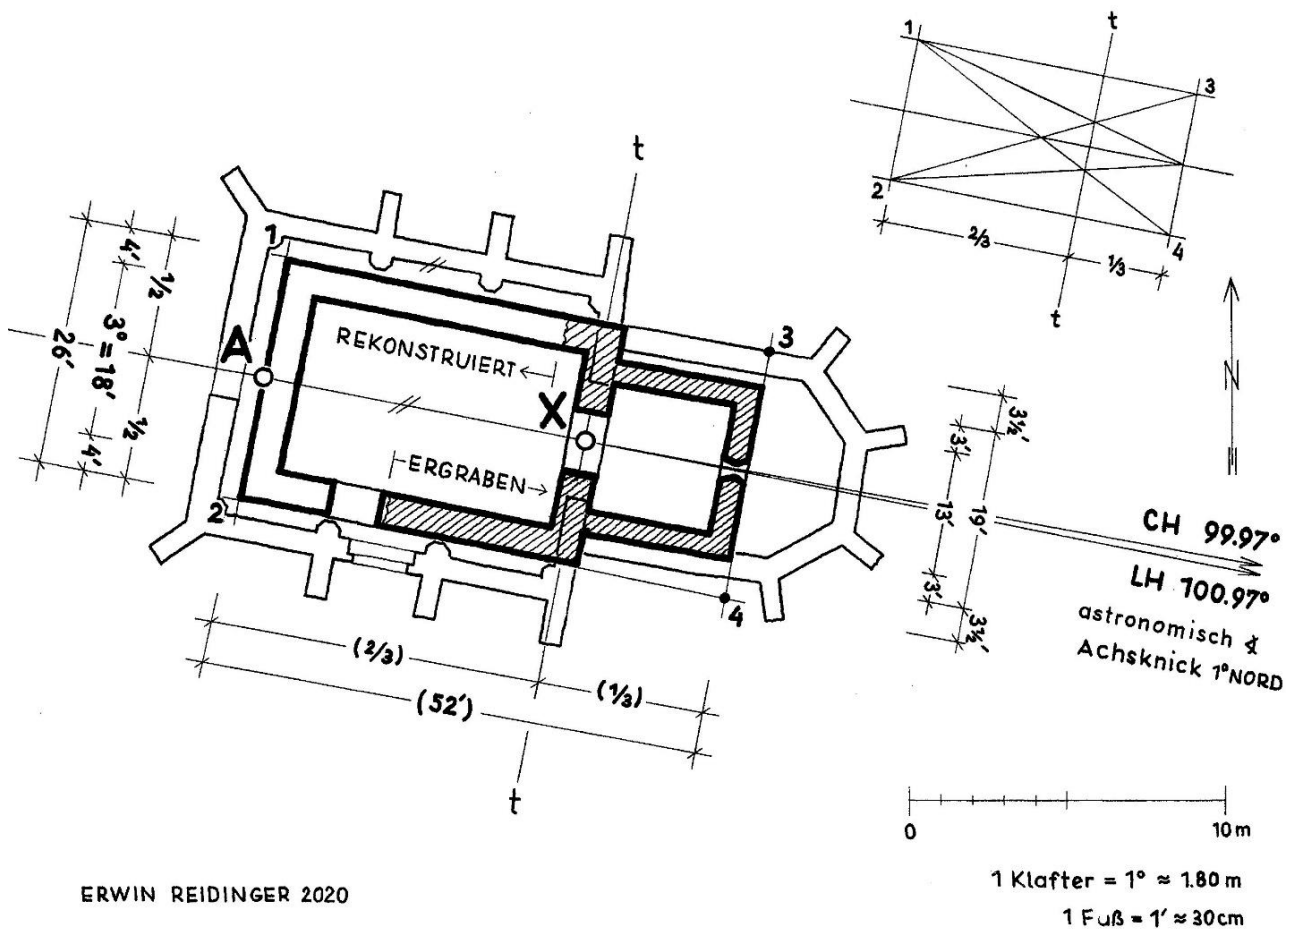 1
t
3
2
4
2/3
1/3
t
t
1
4'
1/2
3° = 18'
26'
1/2
4'
A
REKONSTRUIERT
X
ERGRABEN
2
3
4
3½'
3'
19'
13'
3'
3½'
N
CH 99.97°
LH 100.97°
astronomisch ∢
Achsknick 1° NORD
(2/3)
(1/3)
(52')
t
0 10 m
1 Klafter = 1° ≈ 1.80 m
1 Fuß = 1' ≈ 30 cm
ERWIN REIDINGER 2020